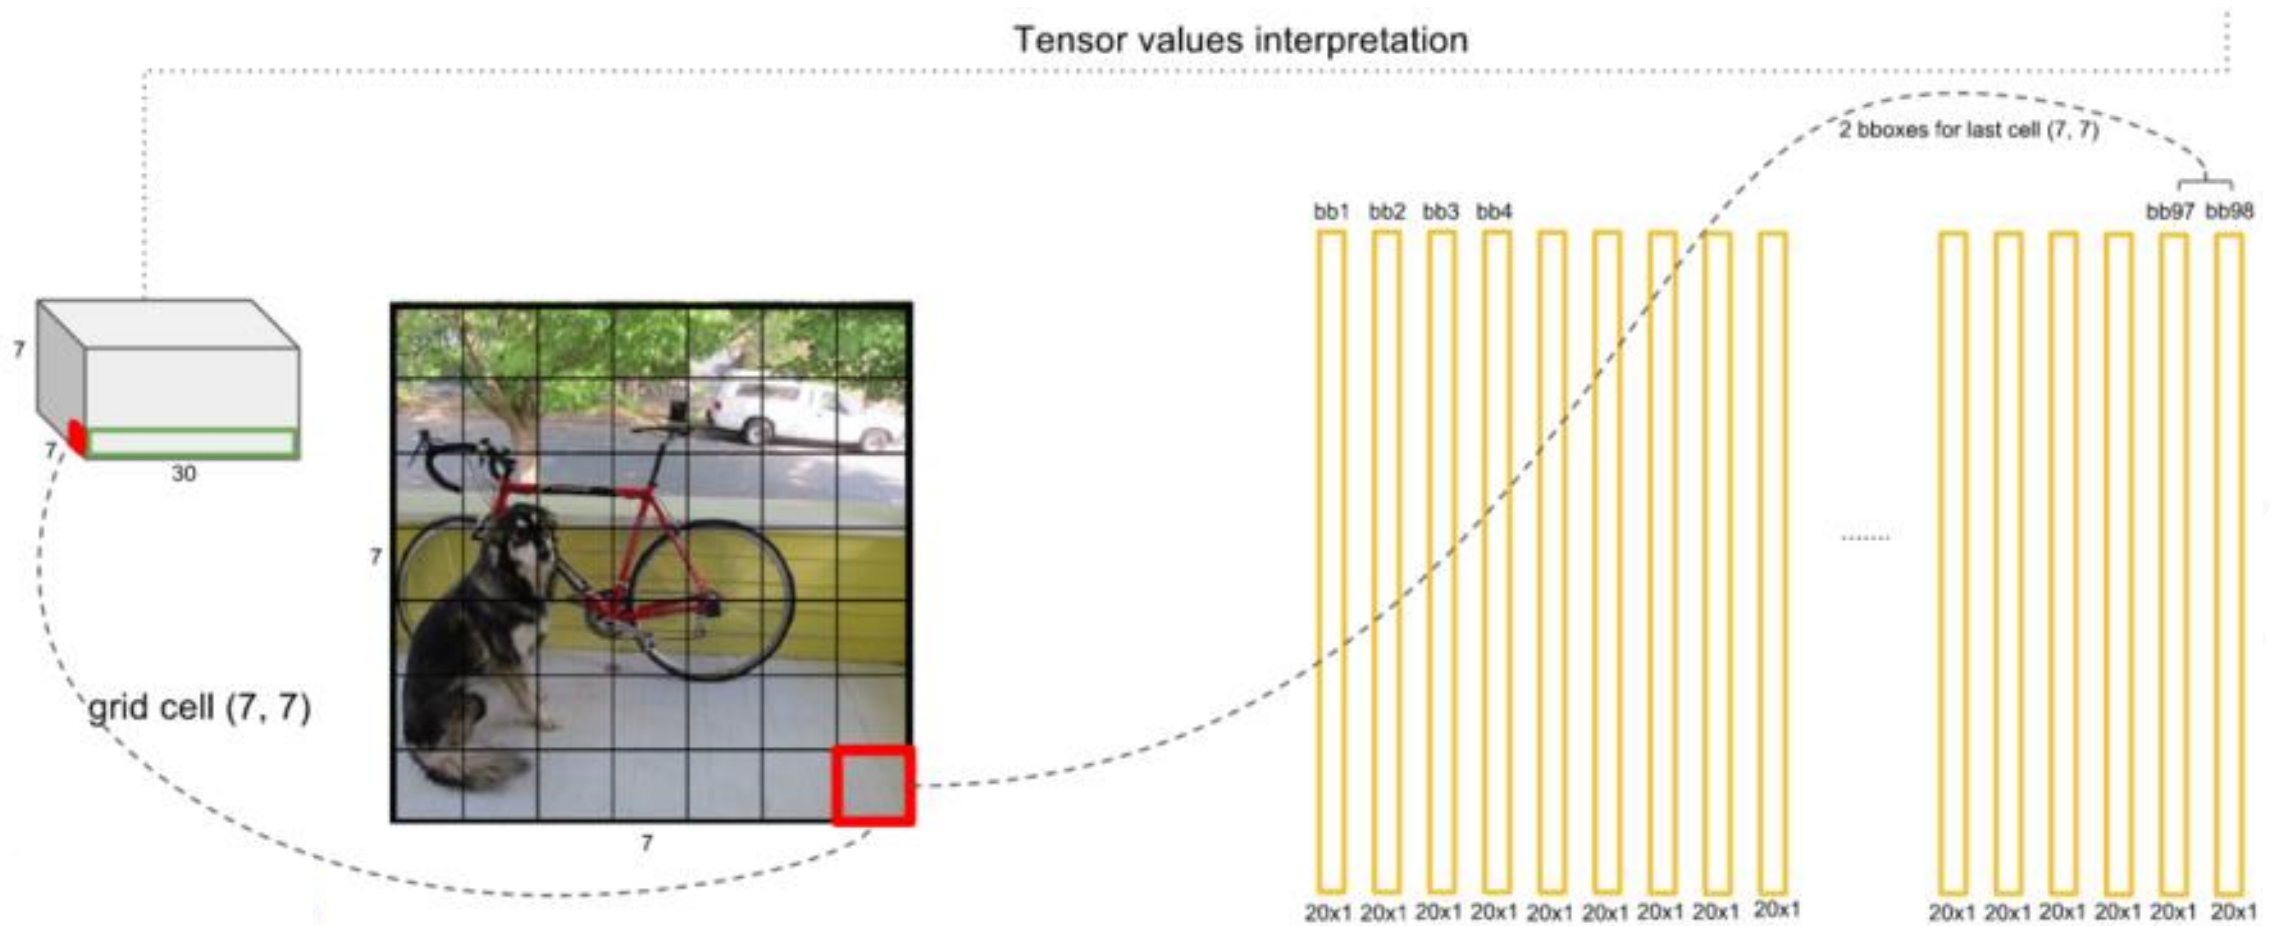 Tensor values interpretation
2 bboxes for last cell (7, 7)
bb1 bb2 bb3 bb4 bb97 bb98
7
7
30
7
grid cell (7, 7)
7
.......
20x1 20x1 20x1 20x1 20x1 20x1 20x1 20x1 20x1 20x1 20x1 20x1 20x1 20x1 20x1